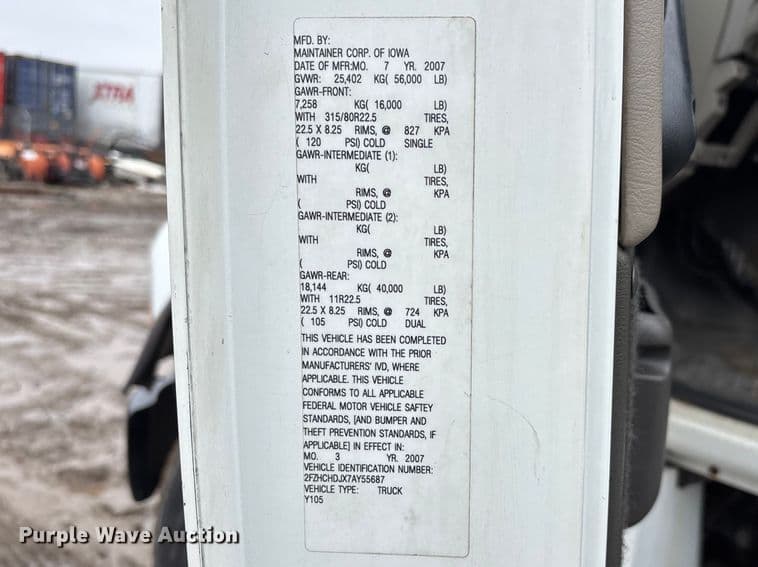 XTRA
MFD. BY:
MAINTAINER CORP. OF IOWA
DATE OF MFR:MO. 7 YR. 2007
GVWR: 25,402 KG( 56,000 LB)
GAWR-FRONT:
7,258 KG( 16,000 LB)
WITH 315/80R22.5 TIRES,
22.5 X 8.25 RIMS, @ 827 KPA
( 120 PSI) COLD SINGLE
GAWR-INTERMEDIATE (1):
KG( LB)
WITH TIRES,
RIMS, @ KPA
( PSI) COLD
GAWR-INTERMEDIATE (2):
KG( LB)
WITH TIRES,
RIMS, @ KPA
( PSI) COLD
GAWR-REAR:
18,144 KG( 40,000 LB)
WITH 11R22.5 TIRES,
22.5 X 8.25 RIMS, @ 724 KPA
( 105 PSI) COLD DUAL
THIS VEHICLE HAS BEEN COMPLETED
IN ACCORDANCE WITH THE PRIOR
MANUFACTURERS' IVD, WHERE
APPLICABLE. THIS VEHICLE
CONFORMS TO ALL APPLICABLE
FEDERAL MOTOR VEHICLE SAFTEY
STANDARDS, [AND BUMPER AND
THEFT PREVENTION STANDARDS, IF
APPLICABLE] IN EFFECT IN:
MO. 3 YR. 2007
VEHICLE IDENTIFICATION NUMBER:
2FZHCHDJX7AY55687
VEHICLE TYPE: TRUCK
Y105
Purple Wave Auction